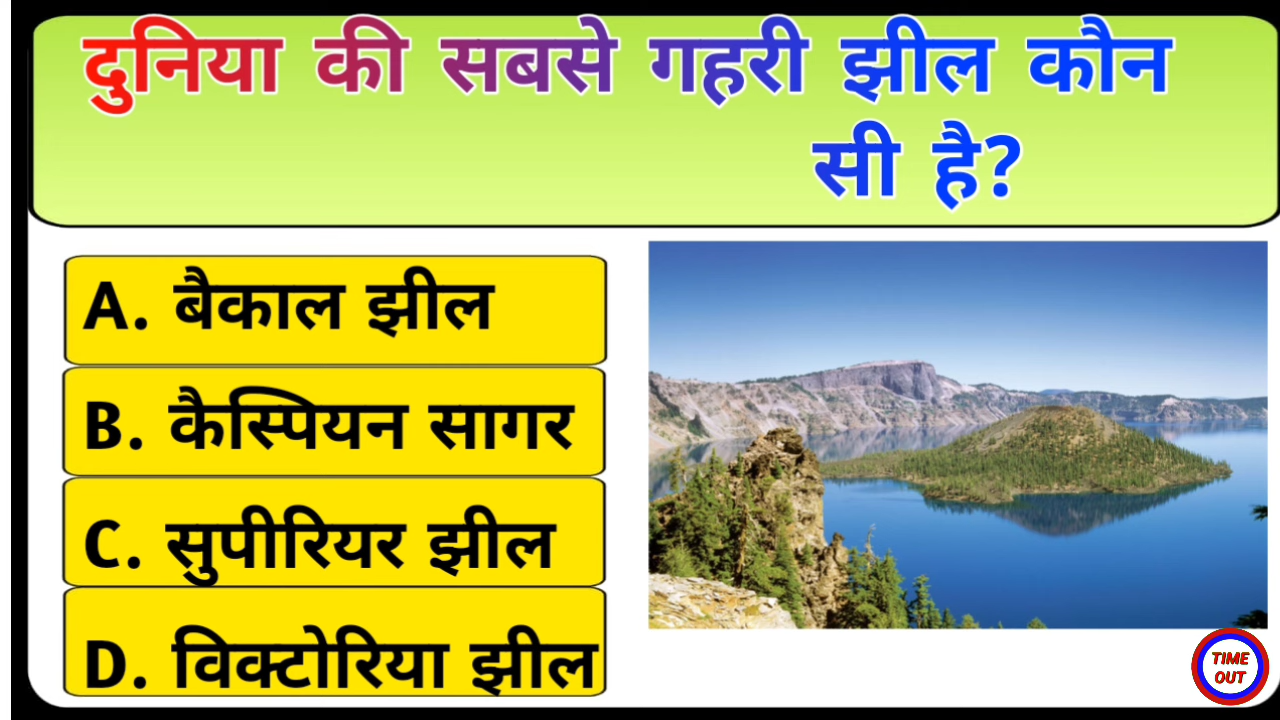 दुनिया की सबसे गहरी झील कौन
सी है?
A. बैकाल झील
B. कैस्पियन सागर
C. सुपीरियर झील
D. विक्टोरिया झील
TIME
OUT